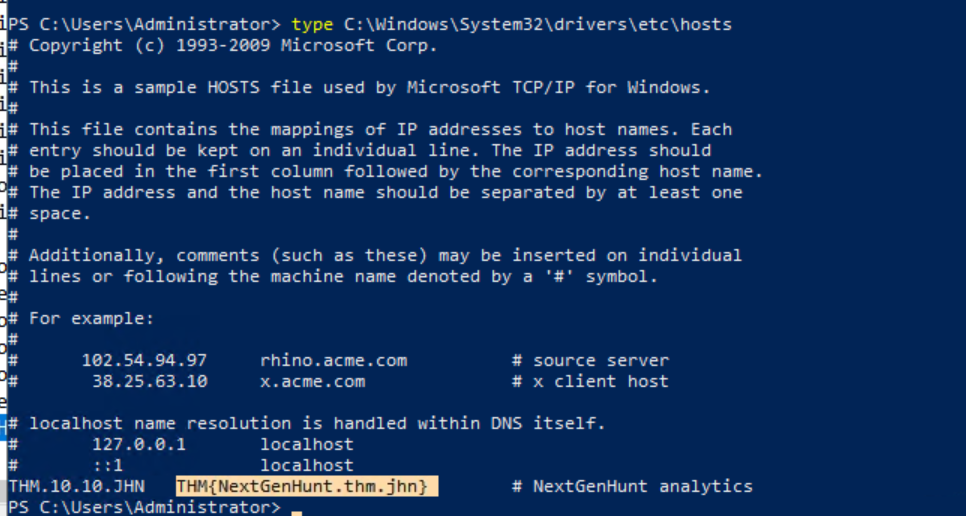 PS C:\Users\Administrator> type C:\Windows\System32\drivers\etc\hosts
# Copyright (c) 1993-2009 Microsoft Corp.
#
# This is a sample HOSTS file used by Microsoft TCP/IP for Windows.
#
# This file contains the mappings of IP addresses to host names. Each
# entry should be kept on an individual line. The IP address should
# be placed in the first column followed by the corresponding host name.
# The IP address and the host name should be separated by at least one
# space.
#
# Additionally, comments (such as these) may be inserted on individual
# lines or following the machine name denoted by a '#' symbol.
#
# For example:
#
#      102.54.94.97     rhino.acme.com          # source server
#       38.25.63.10     x.acme.com              # x client host

# localhost name resolution is handled within DNS itself.
#       127.0.0.1       localhost
#       ::1             localhost
THM.10.10.JHN   THM{NextGenHunt.thm.jhn}        # NextGenHunt analytics
PS C:\Users\Administrator>